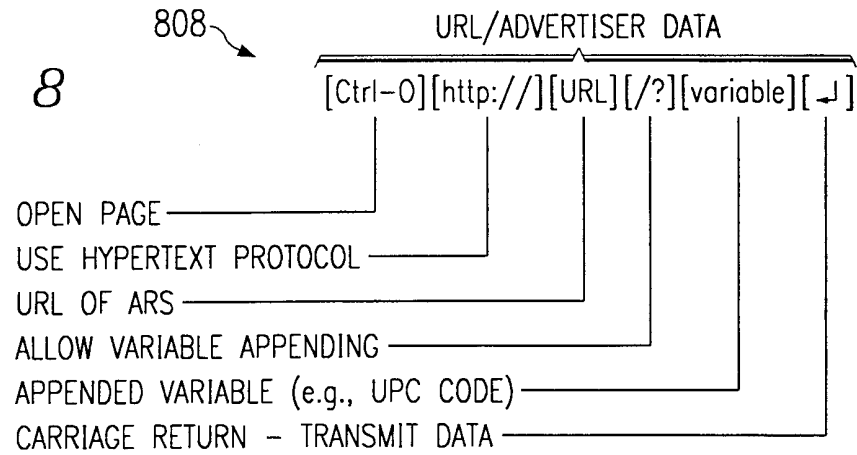 808
URL/ADVERTISER DATA
8
[Ctrl-O][http://][URL][/?][variable][↵]
OPEN PAGE
USE HYPERTEXT PROTOCOL
URL OF ARS
ALLOW VARIABLE APPENDING
APPENDED VARIABLE (e.g., UPC CODE)
CARRIAGE RETURN - TRANSMIT DATA